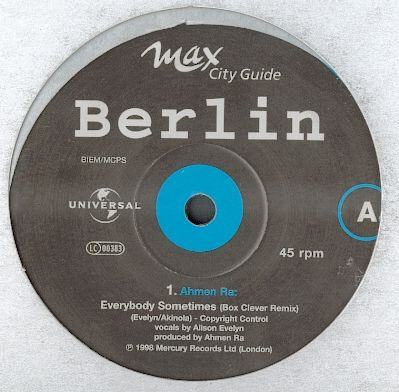 max
City Guide
Berlin
BIEM/MCPS
UNIVERSAL
A
LC 00383
45 rpm
1. Ahmen Ra:
Everybody Sometimes (Box Clever Remix)
(Evelyn/Akinola) - Copyright Control
vocals by Alison Evelyn
produced by Ahmen Ra
℗ 1998 Mercury Records Ltd (London)